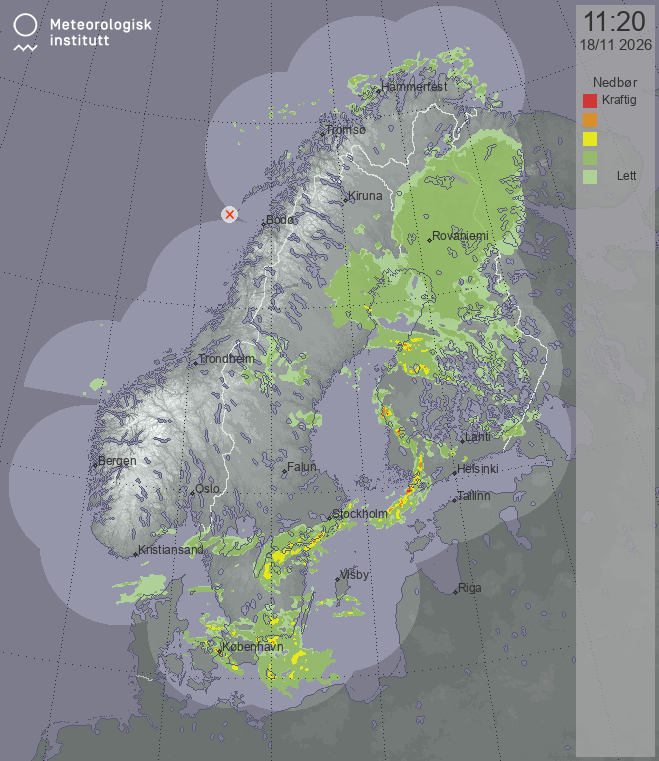 Meteorologisk
institutt
11:20
18/11 2026
Nedbør
Kraftig
Lett
Hammerfest
Tromsø
Kiruna
Bodø
Rovaniemi
Trondheim
Bergen
Oslo
Falun
Lahti
Helsinki
Tallinn
Stockholm
Kristiansand
Visby
Riga
København